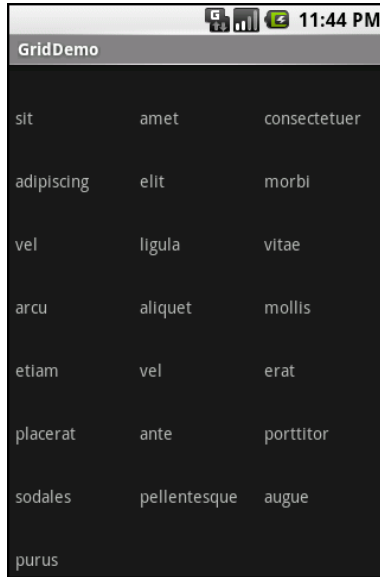 11:44 PM
GridDemo
sit amet consectetuer
adipiscing elit morbi
vel ligula vitae
arcu aliquet mollis
etiam vel erat
placerat ante porttitor
sodales pellentesque augue
purus